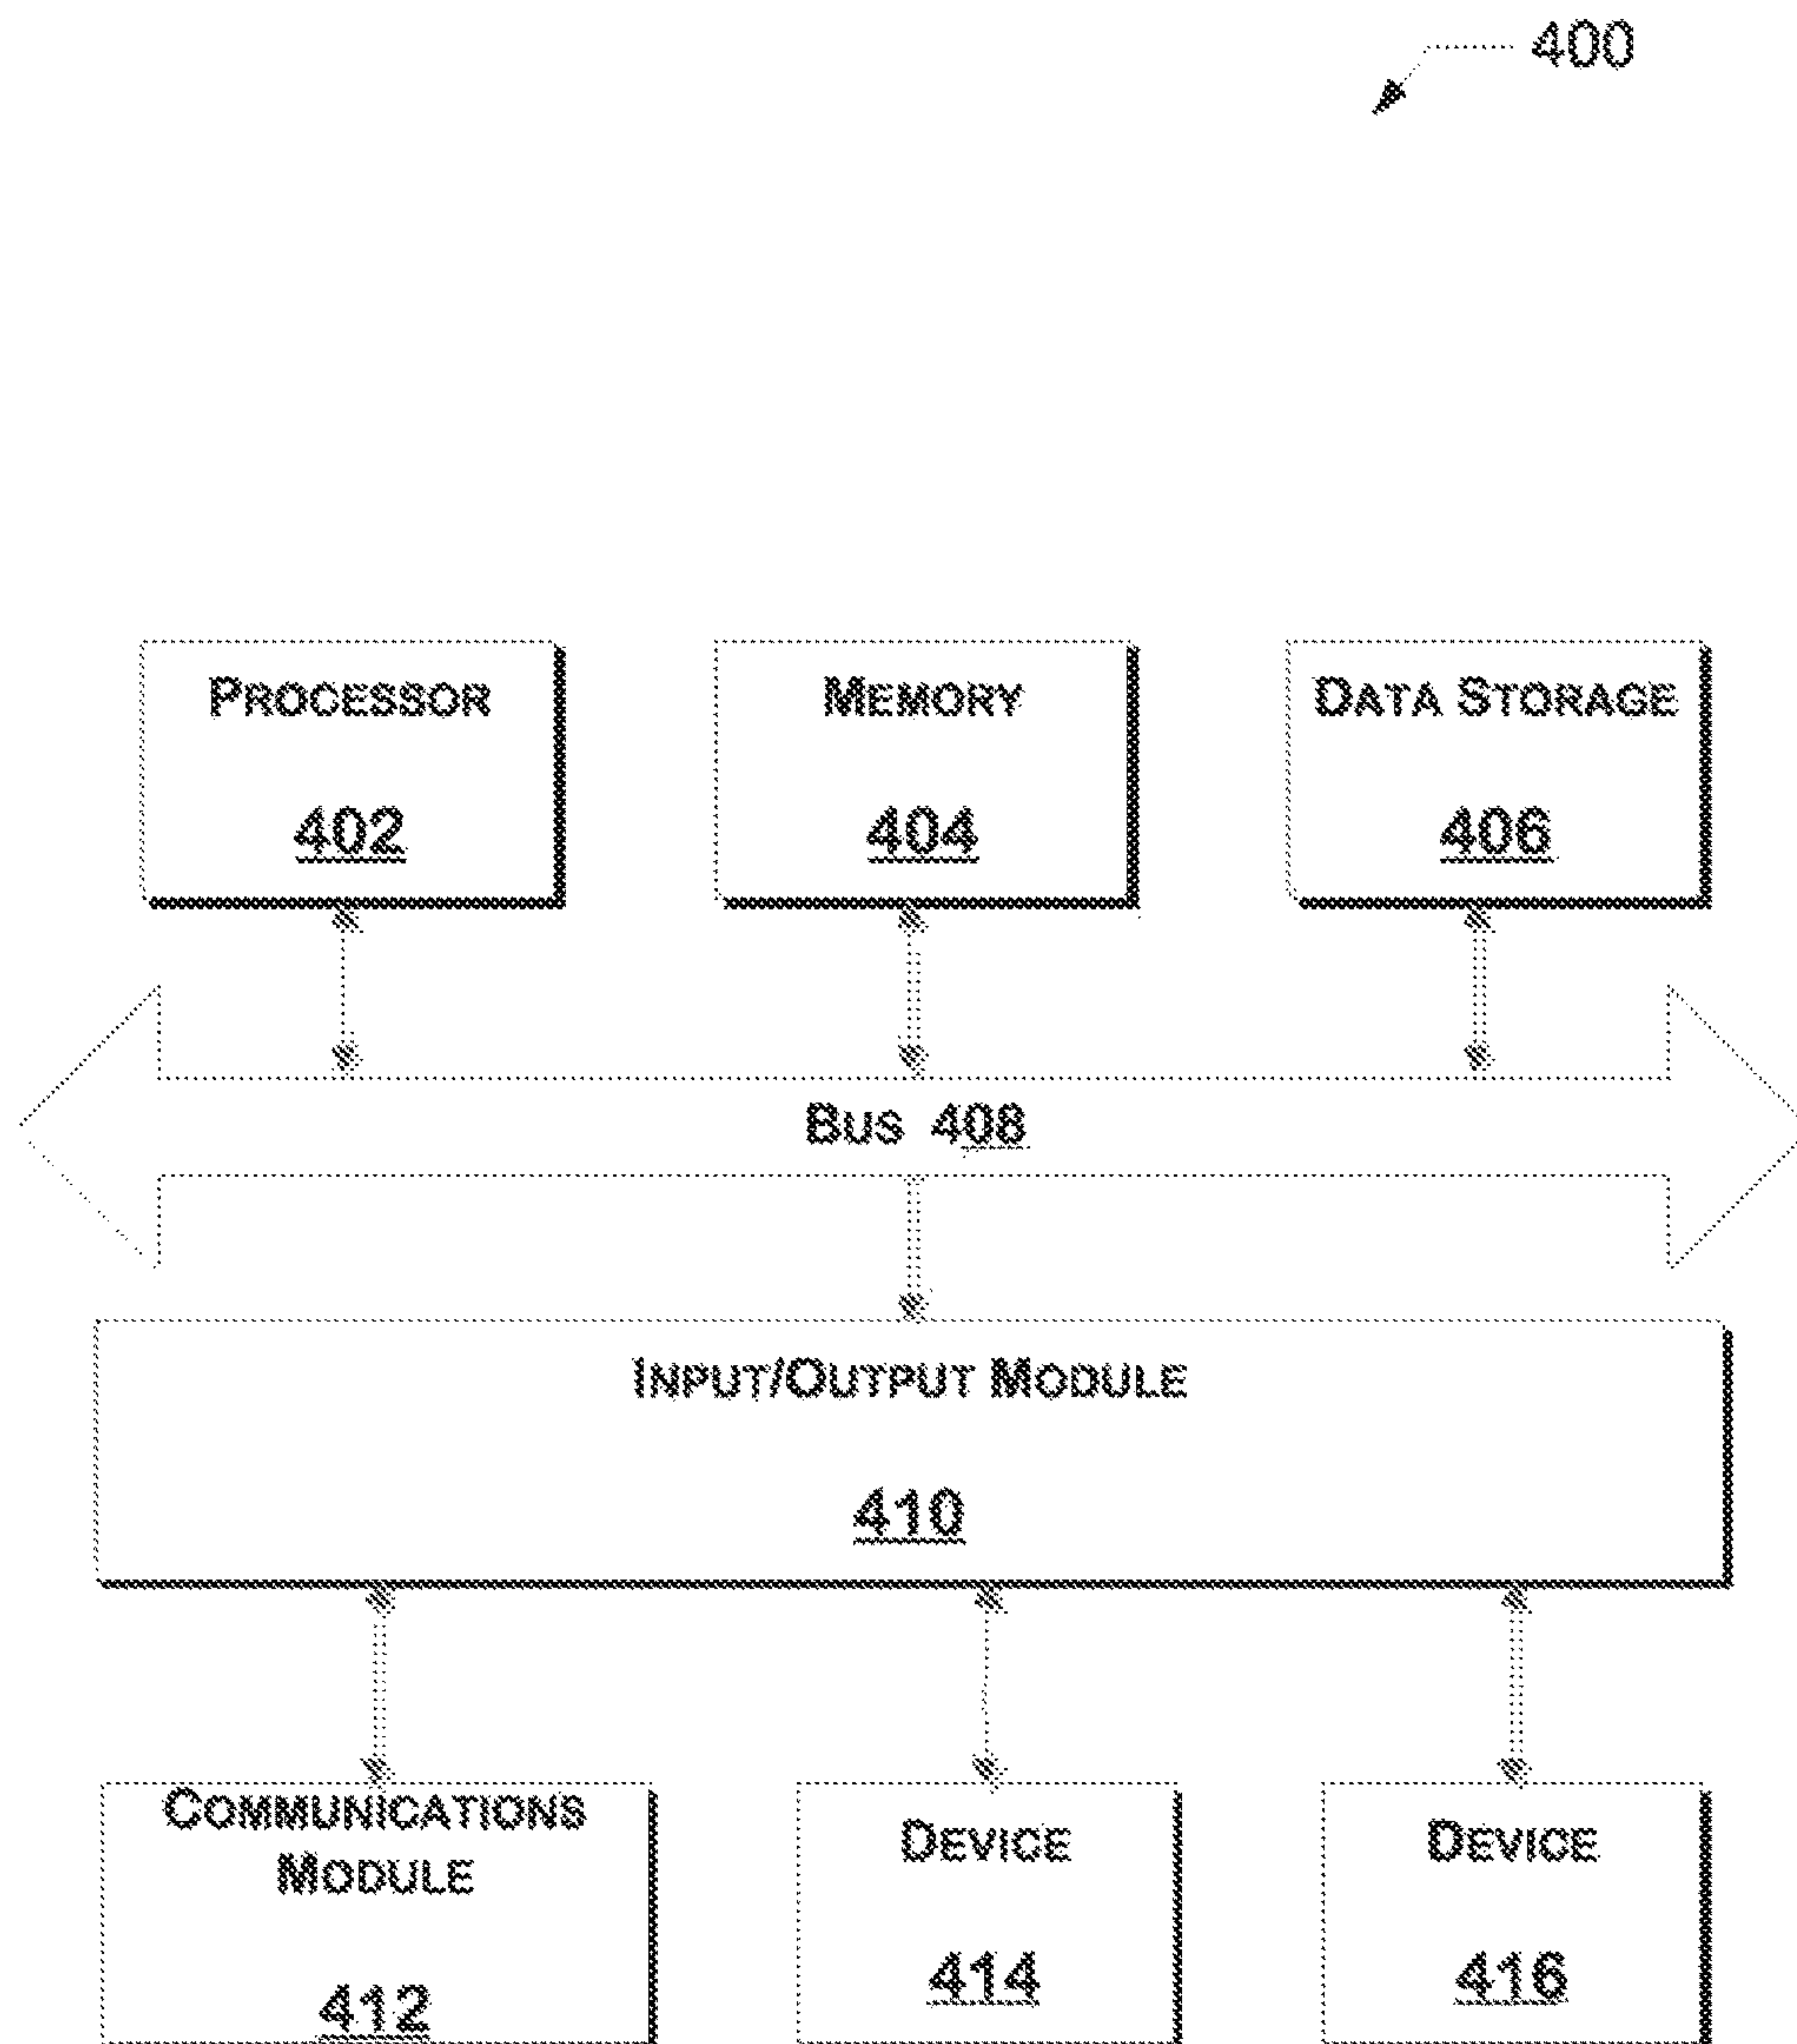 400
PROCESSOR
402
MEMORY
404
DATA STORAGE
406
BUS 408
INPUT/OUTPUT MODULE
410
COMMUNICATIONS
MODULE
412
DEVICE
414
DEVICE
416